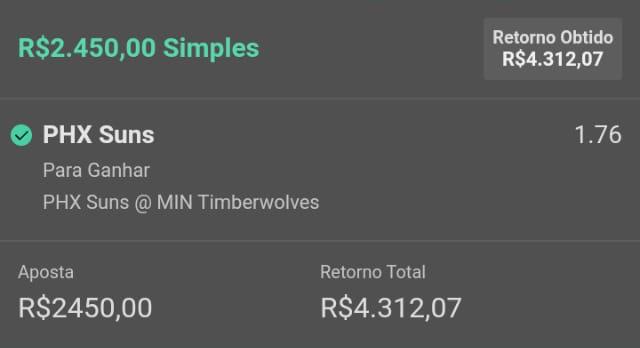 R$2.450,00 Simples
Retorno Obtido
R$4.312,07
PHX Suns
1.76
Para Ganhar
PHX Suns @ MIN Timberwolves
Aposta
Retorno Total
R$2450,00
R$4.312,07